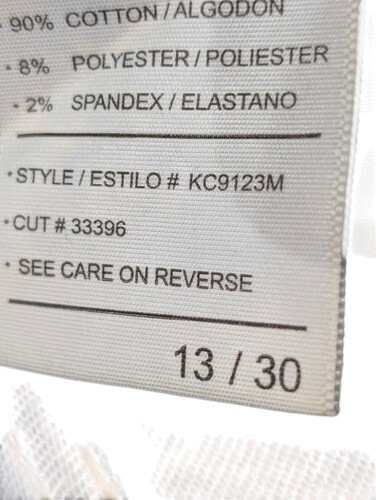 · 90% COTTON / ALGODON
· 8% POLYESTER / POLIESTER
· 2% SPANDEX / ELASTANO
· STYLE / ESTILO # KC9123M
· CUT # 33396
· SEE CARE ON REVERSE
13 / 30